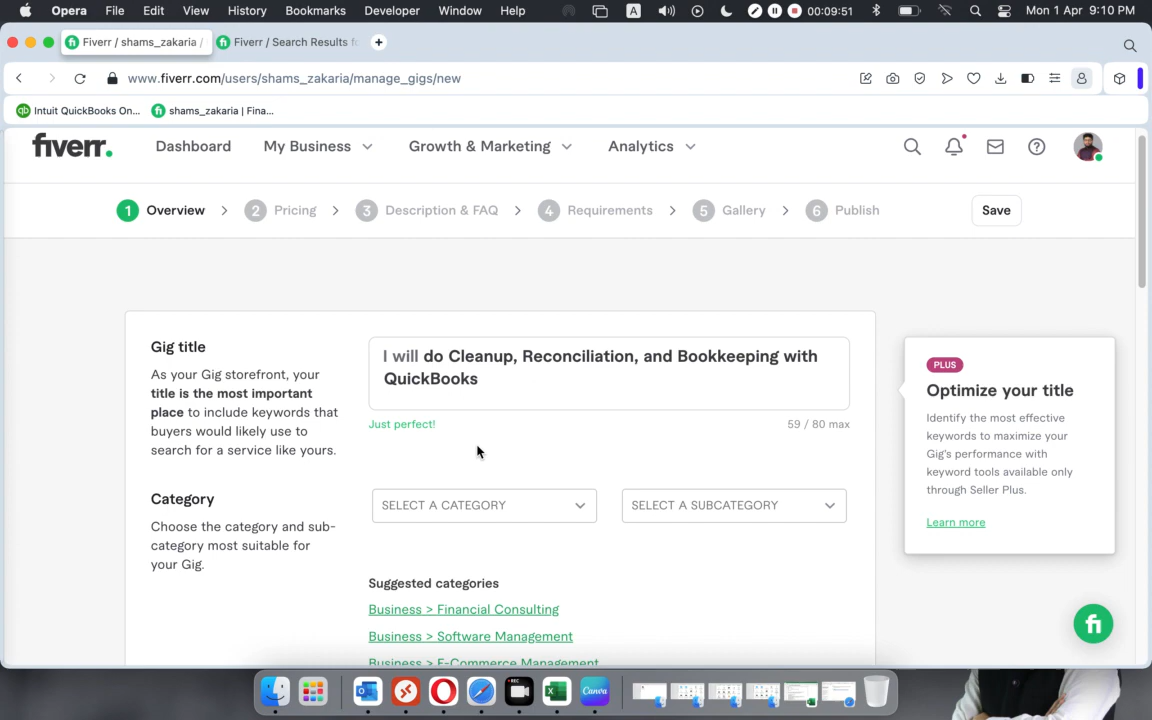 Opera File Edit View History Bookmarks Developer Window Help A 00:09:51 Mon 1 Apr 9:10 PM
Fiverr / shams_zakaria / Fiverr / Search Results fo +
www.fiverr.com/users/shams_zakaria/manage_gigs/new
qb Intuit QuickBooks On... fi shams_zakaria | Fina...
fiverr. Dashboard My Business Growth & Marketing Analytics
1 Overview 2 Pricing 3 Description & FAQ 4 Requirements 5 Gallery 6 Publish Save
Gig title
As your Gig storefront, your
title is the most important
place to include keywords that
buyers would likely use to
search for a service like yours.
I will do Cleanup, Reconciliation, and Bookkeeping with
QuickBooks
Just perfect! 59 / 80 max
PLUS
Optimize your title
Identify the most effective
keywords to maximize your
Gig's performance with
keyword tools available only
through Seller Plus.
Learn more
Category
Choose the category and sub-
category most suitable for
your Gig.
SELECT A CATEGORY SELECT A SUBCATEGORY
Suggested categories
Business > Financial Consulting
Business > Software Management
Business > E-Commerce Management
fi
REC Canva